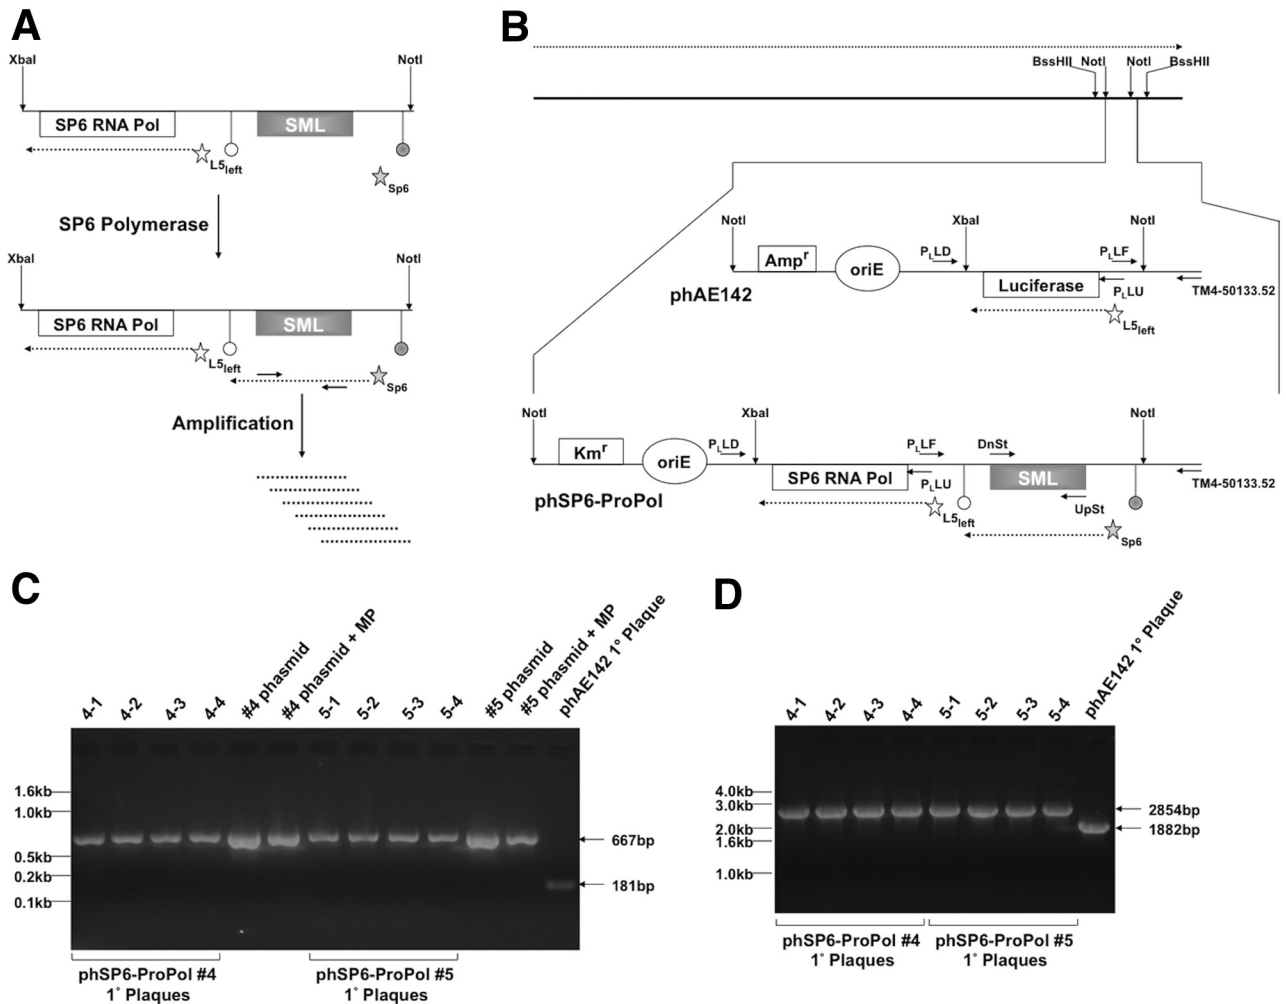 A
XbaI
NotI
SP6 RNA Pol
SML
L5left
Sp6
SP6 Polymerase
XbaI
NotI
SP6 RNA Pol
SML
L5left
Sp6
Amplification
B
BssHII NotI NotI BssHII
NotI
XbaI
NotI
Ampr
oriE
PLLD
PLLF
Luciferase
PLLU
TM4-50133.52
phAE142
L5left
NotI
XbaI
NotI
Kmr
oriE
PLLD
PLLF
DnSt
SP6 RNA Pol
PLLU
SML
UpSt
TM4-50133.52
phSP6-ProPol
L5left
Sp6
C
4-1
4-2
4-3
4-4
#4 phasmid
#4 phasmid + MP
5-1
5-2
5-3
5-4
#5 phasmid
#5 phasmid + MP
phAE142 1° Plaque
1.6kb
1.0kb
0.5kb
0.2kb
0.1kb
667bp
181bp
phSP6-ProPol #4
1° Plaques
phSP6-ProPol #5
1° Plaques
D
4-1
4-2
4-3
4-4
5-1
5-2
5-3
5-4
phAE142 1° Plaque
4.0kb
3.0kb
2.0kb
1.6kb
1.0kb
2854bp
1882bp
phSP6-ProPol #4
1° Plaques
phSP6-ProPol #5
1° Plaques